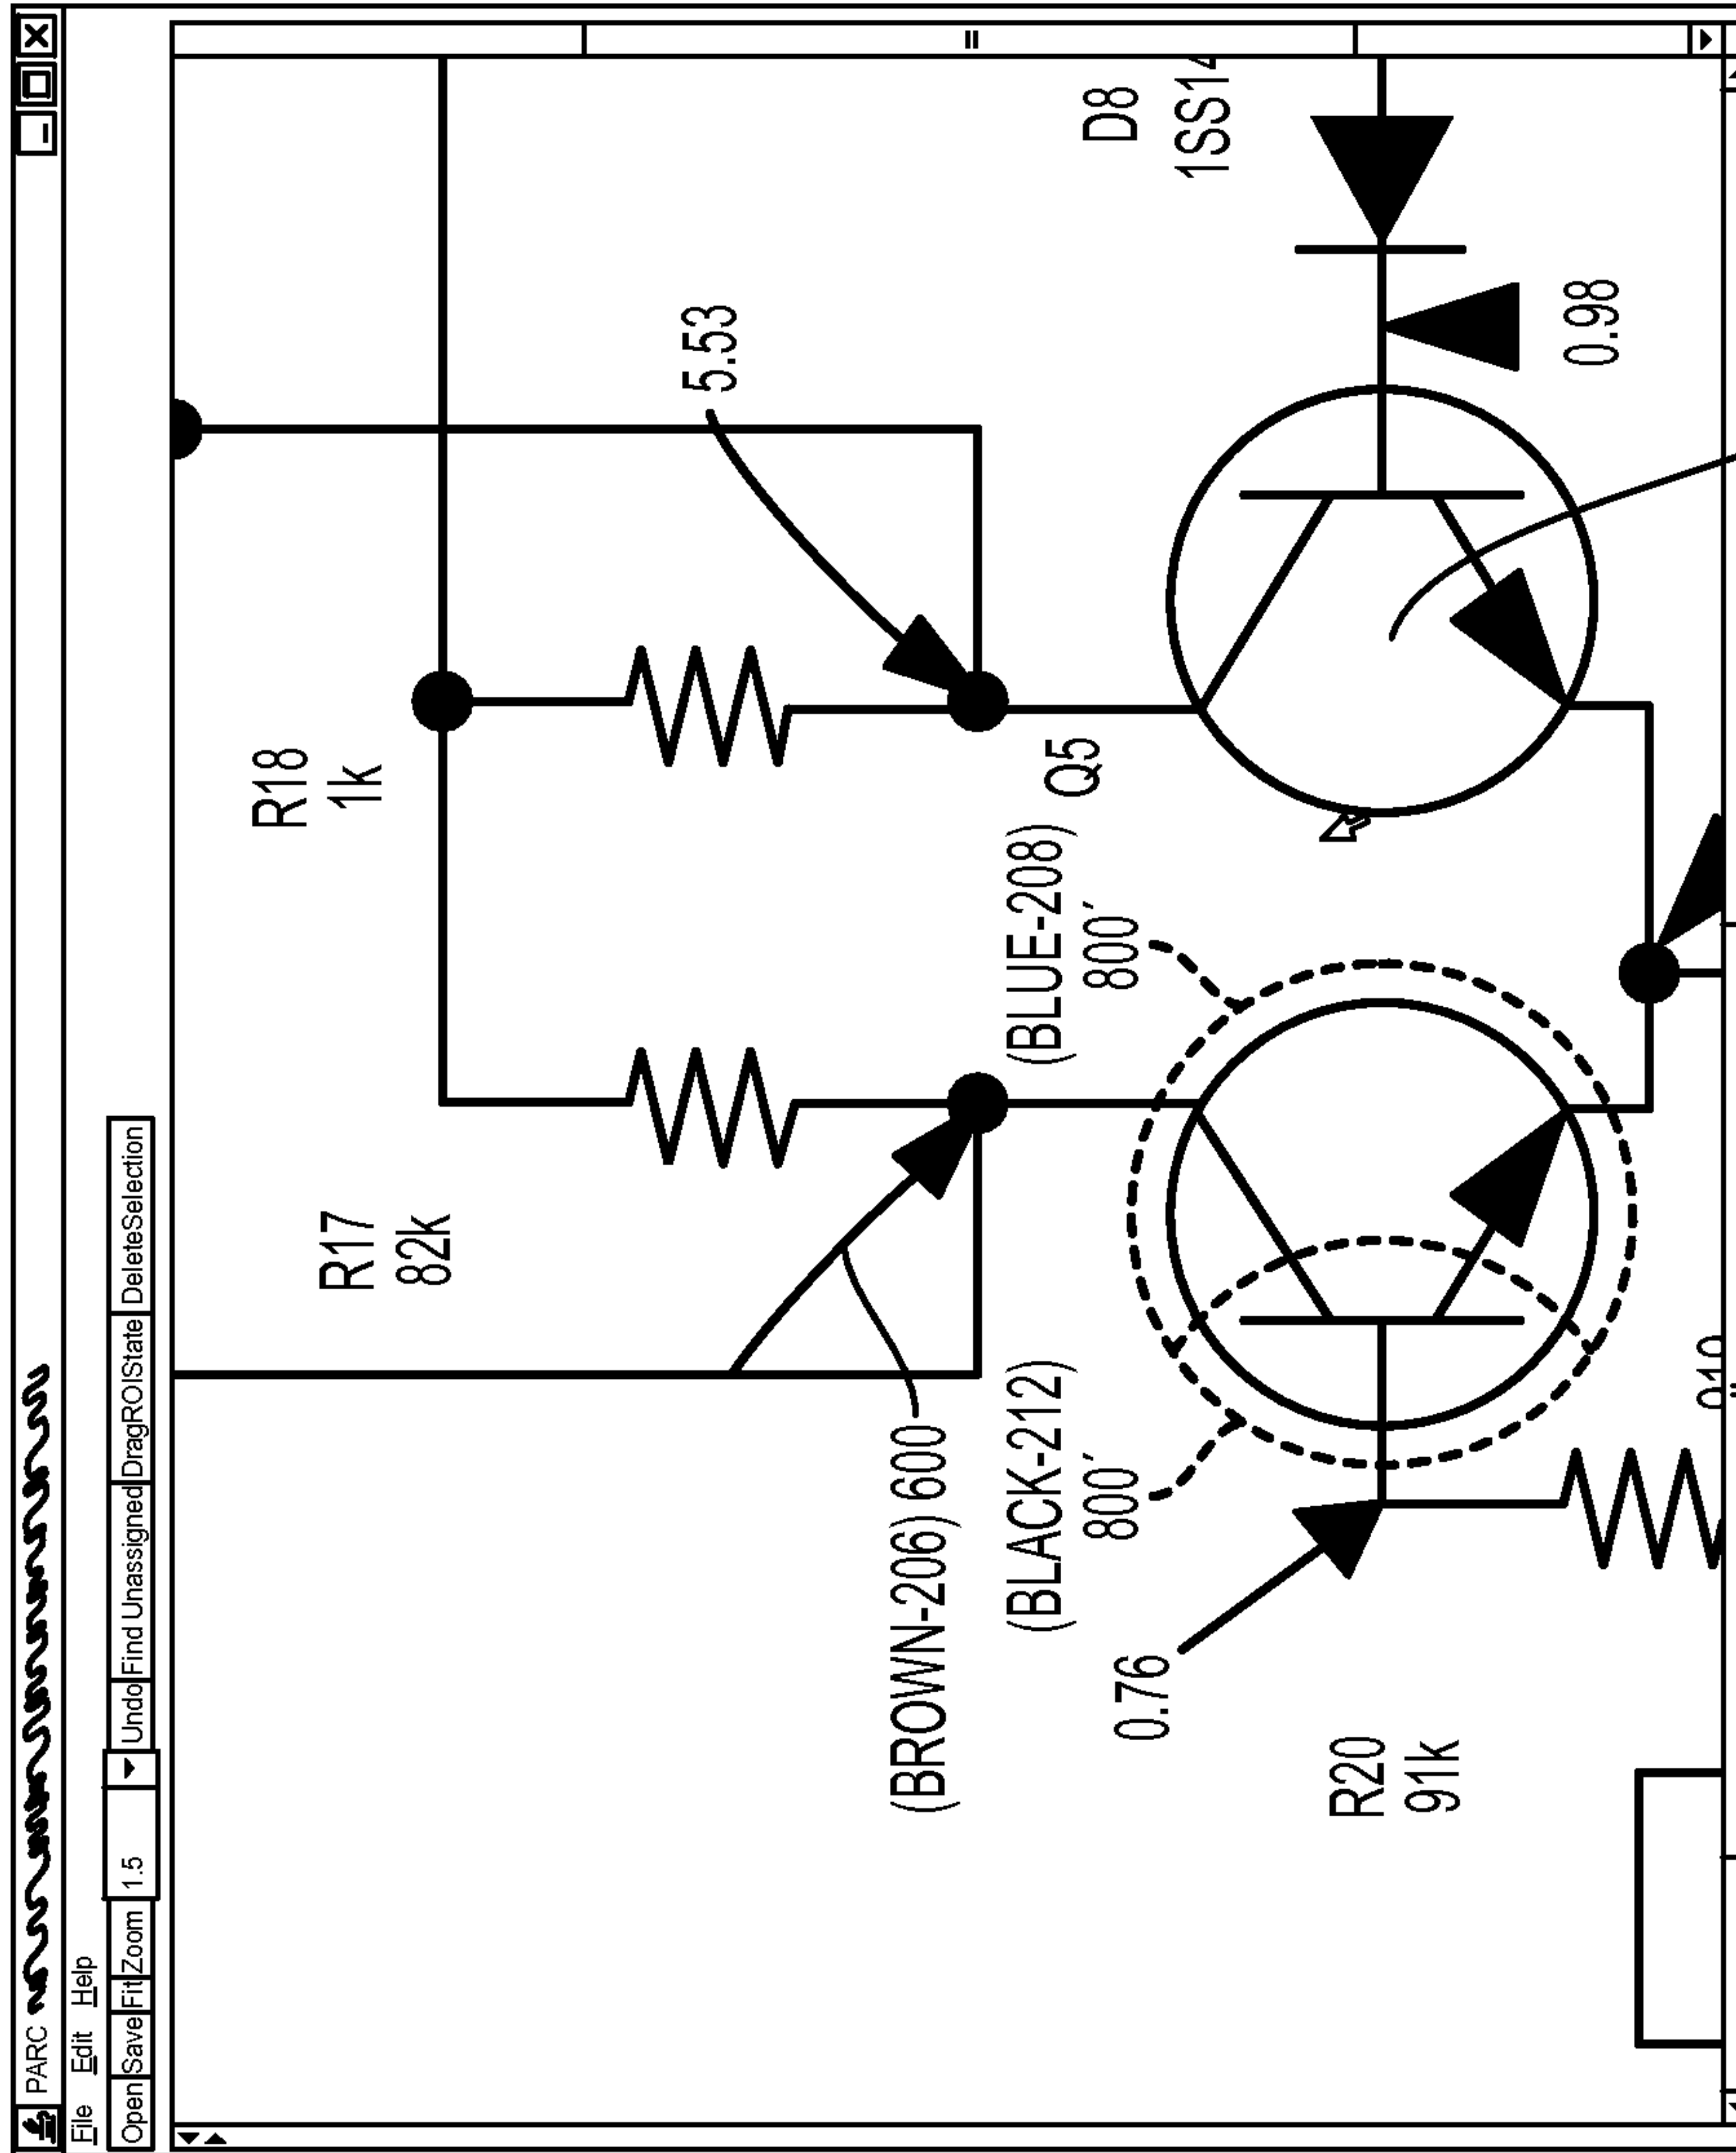 PARC
File Edit Help
Open Save Fit Zoom 1.5 Undo Find Unassigned DragROIState DeleteSelection
R18
1k
R17
82k
5.53
(BROWN-206) 600
(BLUE-208) Q5
800′
(BLACK-212)
800′
D8
1SS14
0.76
R20
91k
0.98